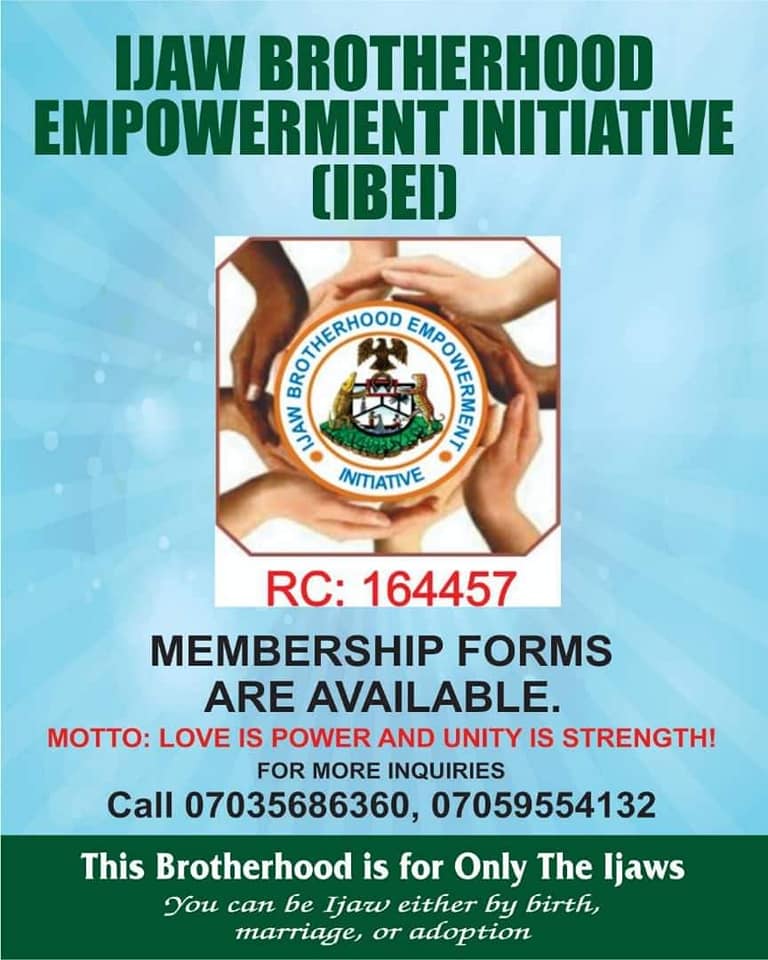 IJAW BROTHERHOOD
EMPOWERMENT INITIATIVE
(IBEI)
IJAW BROTHERHOOD EMPOWERMENT
INITIATIVE
RC: 164457
MEMBERSHIP FORMS
ARE AVAILABLE.
MOTTO: LOVE IS POWER AND UNITY IS STRENGTH!
FOR MORE INQUIRIES
Call 07035686360, 07059554132
This Brotherhood is for Only The Ijaws
You can be Ijaw either by birth,
marriage, or adoption